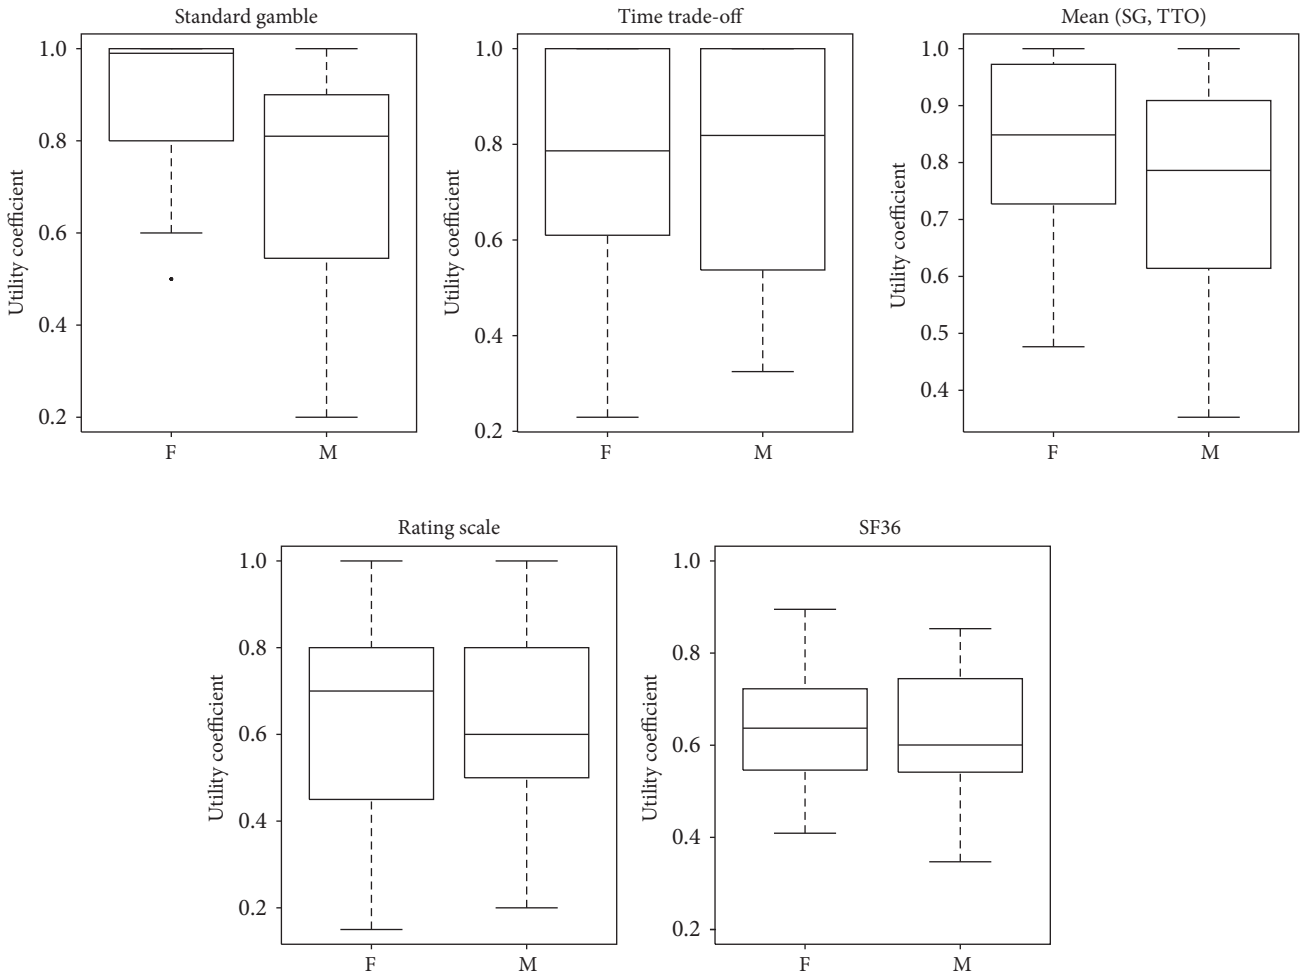 Standard gamble
Utility coefficient
1.0
0.8
0.6
0.4
0.2
F M
Time trade-off
Utility coefficient
1.0
0.8
0.6
0.4
0.2
F M
Mean (SG, TTO)
Utility coefficient
1.0
0.9
0.8
0.7
0.6
0.5
0.4
F M
Rating scale
Utility coefficient
1.0
0.8
0.6
0.4
0.2
F M
SF36
Utility coefficient
1.0
0.8
0.6
0.4
0.2
F M